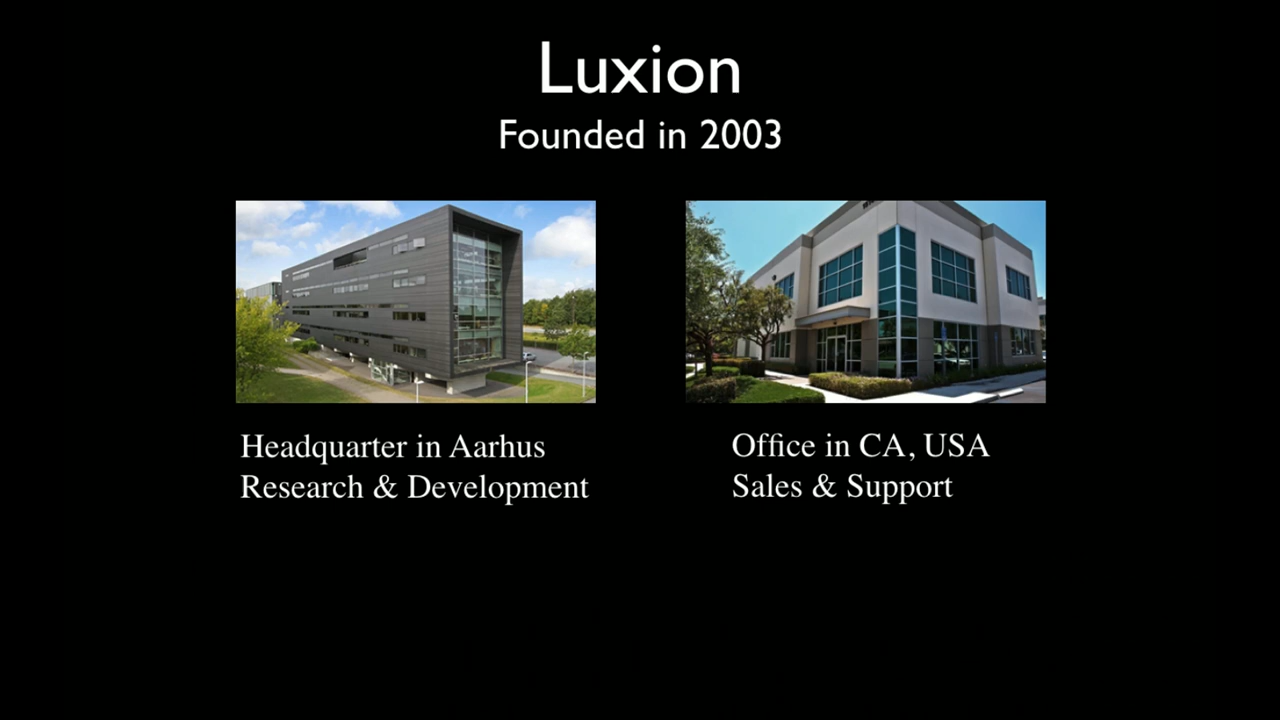 Luxion
Founded in 2003
Headquarter in Aarhus
Research & Development
Office in CA, USA
Sales & Support